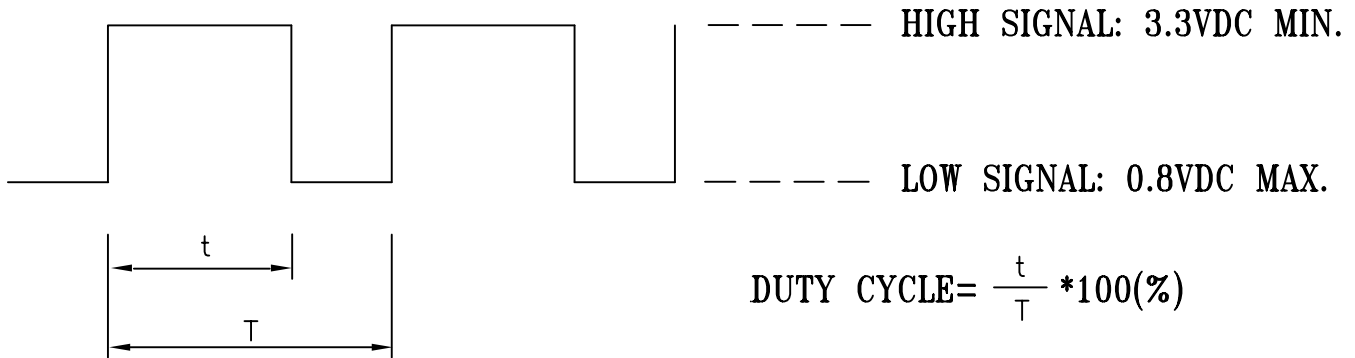 HIGH SIGNAL: 3.3VDC MIN.
LOW SIGNAL: 0.8VDC MAX.
t
T
DUTY CYCLE= t/T *100(%)